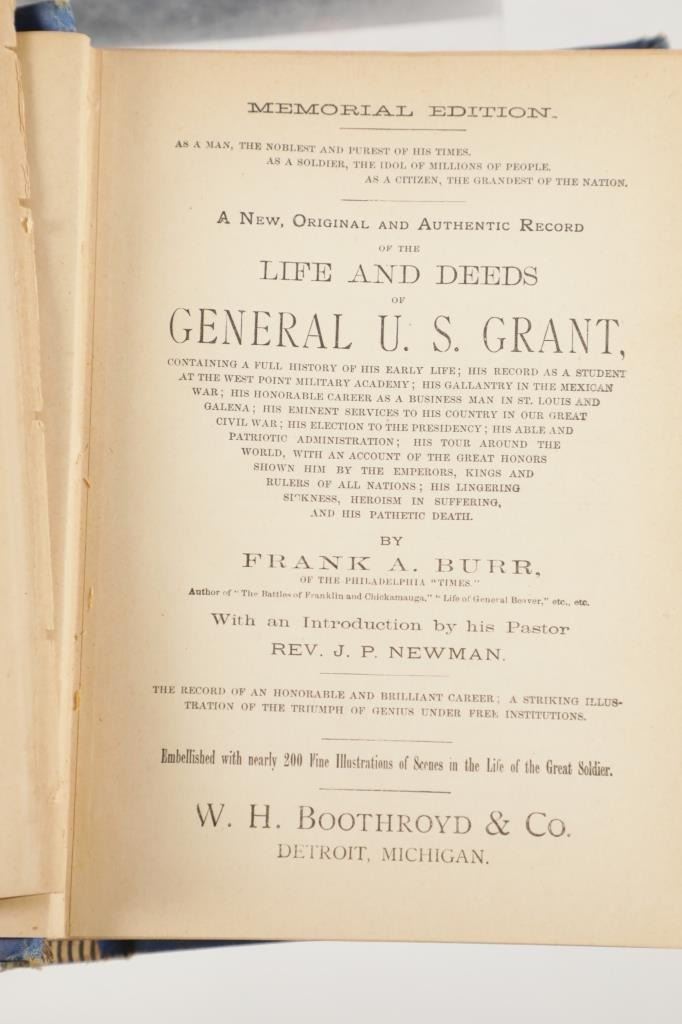 MEMORIAL EDITION.
AS A MAN, THE NOBLEST AND PUREST OF HIS TIMES.
AS A SOLDIER, THE IDOL OF MILLIONS OF PEOPLE.
AS A CITIZEN, THE GRANDEST OF THE NATION.
A NEW, ORIGINAL AND AUTHENTIC RECORD
OF THE
LIFE AND DEEDS
OF
GENERAL U. S. GRANT,
CONTAINING A FULL HISTORY OF HIS EARLY LIFE; HIS RECORD AS A STUDENT
AT THE WEST POINT MILITARY ACADEMY; HIS GALLANTRY IN THE MEXICAN
WAR; HIS HONORABLE CAREER AS A BUSINESS MAN IN ST. LOUIS AND
GALENA; HIS EMINENT SERVICES TO HIS COUNTRY IN OUR GREAT
CIVIL WAR; HIS ELECTION TO THE PRESIDENCY; HIS ABLE AND
PATRIOTIC ADMINISTRATION; HIS TOUR AROUND THE
WORLD, WITH AN ACCOUNT OF THE GREAT HONORS
SHOWN HIM BY THE EMPERORS, KINGS AND
RULERS OF ALL NATIONS; HIS LINGERING
SICKNESS, HEROISM IN SUFFERING,
AND HIS PATHETIC DEATH.
BY
FRANK A. BURR,
OF THE PHILADELPHIA "TIMES."
Author of "The Battles of Franklin and Chickamauga," "Life of General Beaver," etc., etc.
With an Introduction by his Pastor
REV. J. P. NEWMAN.
THE RECORD OF AN HONORABLE AND BRILLIANT CAREER; A STRIKING ILLUS-
TRATION OF THE TRIUMPH OF GENIUS UNDER FREE INSTITUTIONS.
Embellished with nearly 200 Fine Illustrations of Scenes in the Life of the Great Soldier.
W. H. BOOTHROYD & CO.
DETROIT, MICHIGAN.